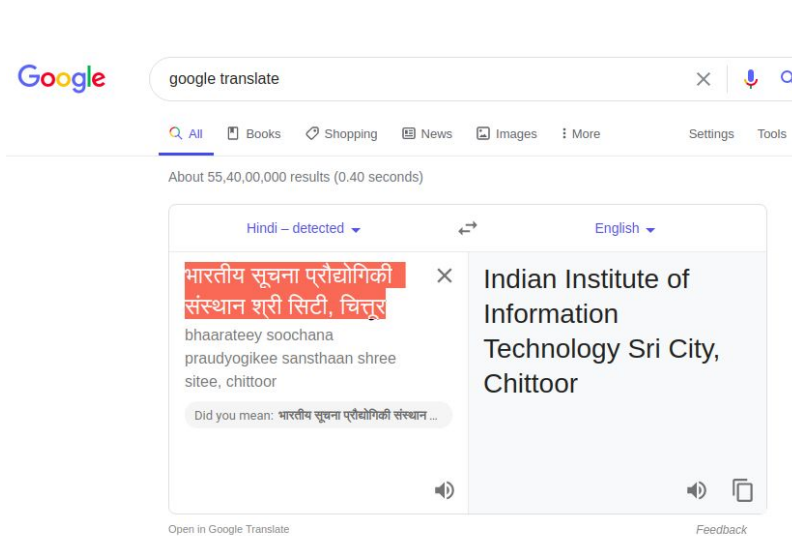 Google
google translate
All Books Shopping News Images More Settings Tools
About 55,40,00,000 results (0.40 seconds)
Hindi – detected English
भारतीय सूचना प्रौद्योगिकी
संस्थान श्री सिटी, चित्तूर
bhaarateey soochana
praudyogikee sansthaan shree
sitee, chittoor
Did you mean: भारतीय सूचना प्रौद्योगिकी संस्थान ...
Indian Institute of
Information
Technology Sri City,
Chittoor
Open in Google Translate Feedback